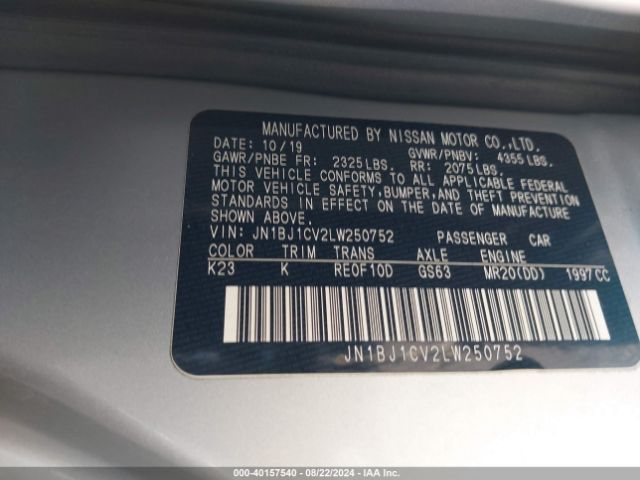 MANUFACTURED BY NISSAN MOTOR CO.,LTD.
DATE: 10/19 GVWR/PNBV: 4355 LBS.
GAWR/PNBE FR: 2325 LBS. RR: 2075 LBS.
THIS VEHICLE CONFORMS TO ALL APPLICABLE FEDERAL
MOTOR VEHICLE SAFETY, BUMPER, AND THEFT PREVENTION
STANDARDS IN EFFECT ON THE DATE OF MANUFACTURE
SHOWN ABOVE.
VIN: JN1BJ1CV2LW250752 PASSENGER CAR
COLOR TRIM TRANS AXLE ENGINE
K23 K RE0F10D GS63 MR20(DD) 1997CC
JN1BJ1CV2LW250752
000-40157540 - 08/22/2024 - IAA Inc.